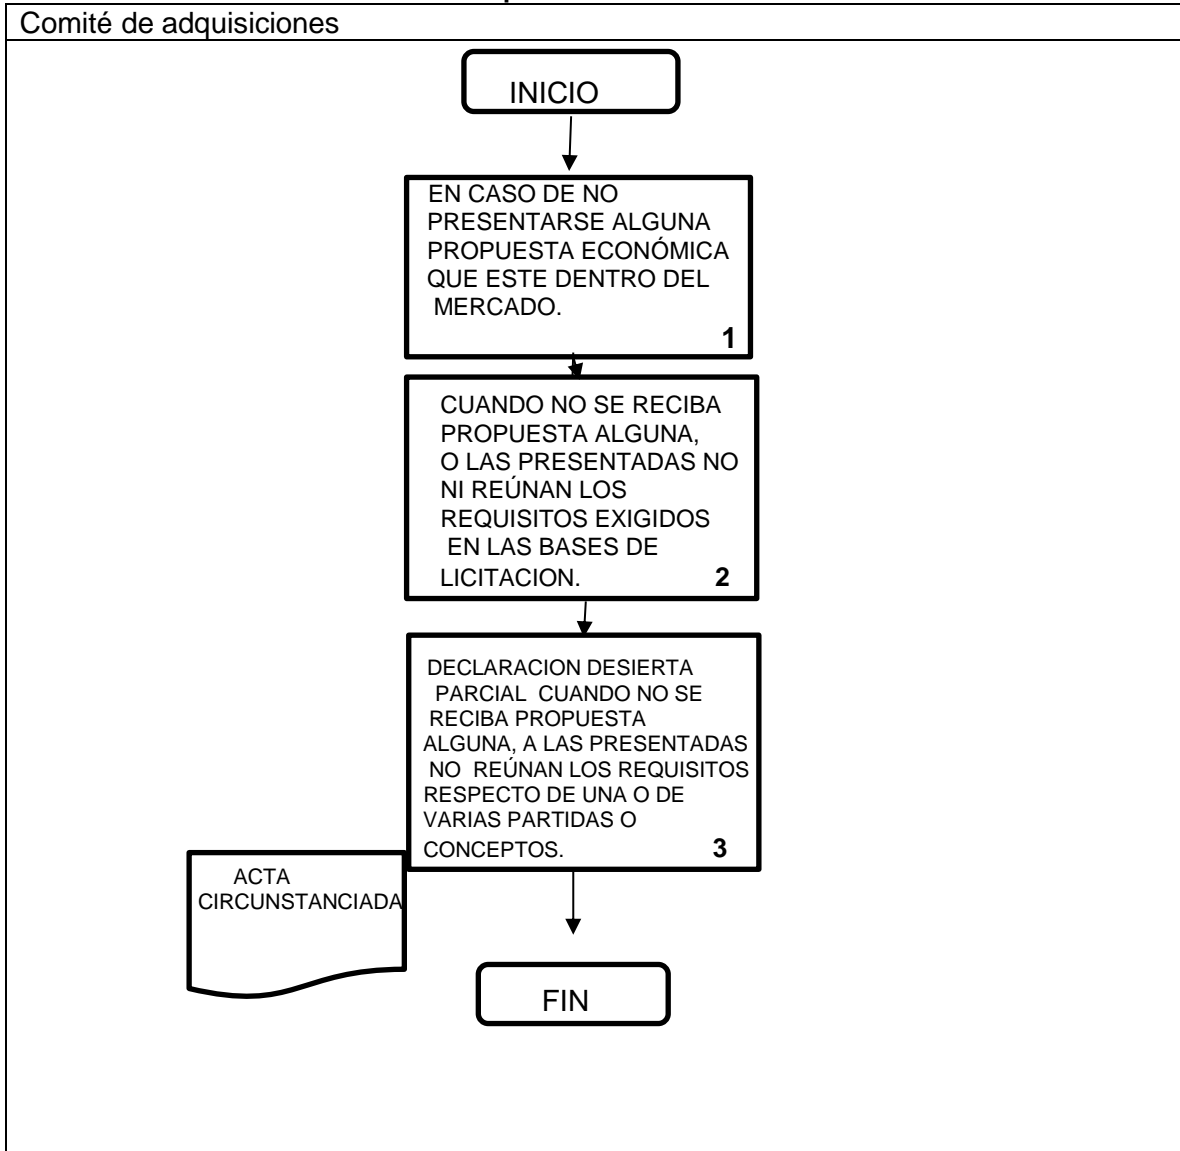 Comité de adquisiciones
INICIO
EN CASO DE NO
PRESENTARSE ALGUNA
PROPUESTA ECONÓMICA
QUE ESTE DENTRO DEL
MERCADO.
1
CUANDO NO SE RECIBA
PROPUESTA ALGUNA,
O LAS PRESENTADAS NO
NI REÚNAN LOS
REQUISITOS EXIGIDOS
EN LAS BASES DE
LICITACION. 2
DECLARACION DESIERTA
PARCIAL CUANDO NO SE
RECIBA PROPUESTA
ALGUNA, A LAS PRESENTADAS
NO REÚNAN LOS REQUISITOS
RESPECTO DE UNA O DE
VARIAS PARTIDAS O
CONCEPTOS. 3
ACTA
CIRCUNSTANCIADA
FIN